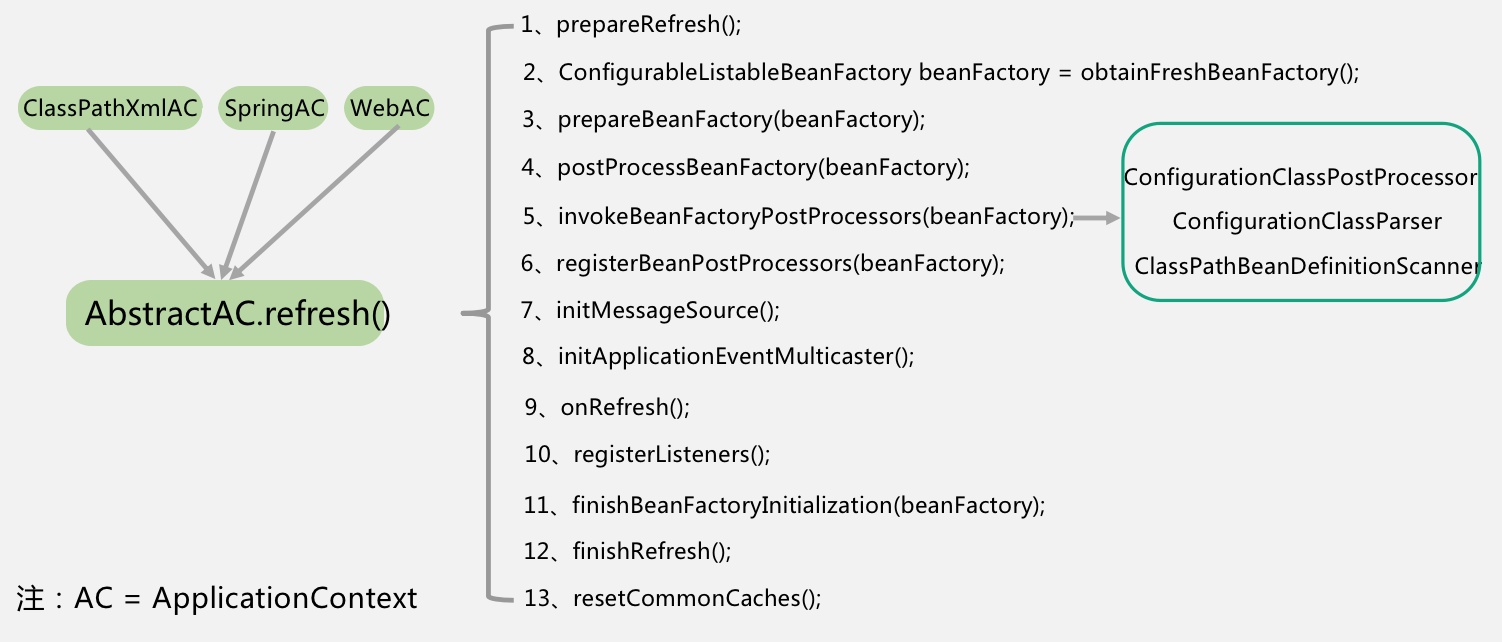 ClassPathXmlAC
SpringAC
WebAC
AbstractAC.refresh()
1、prepareRefresh();
2、ConfigurableListableBeanFactory beanFactory = obtainFreshBeanFactory();
3、prepareBeanFactory(beanFactory);
4、postProcessBeanFactory(beanFactory);
5、invokeBeanFactoryPostProcessors(beanFactory);
6、registerBeanPostProcessors(beanFactory);
7、initMessageSource();
8、initApplicationEventMulticaster();
9、onRefresh();
10、registerListeners();
11、finishBeanFactoryInitialization(beanFactory);
12、finishRefresh();
13、resetCommonCaches();
ConfigurationClassPostProcessor
ConfigurationClassParser
ClassPathBeanDefinitionScanner
注：AC = ApplicationContext